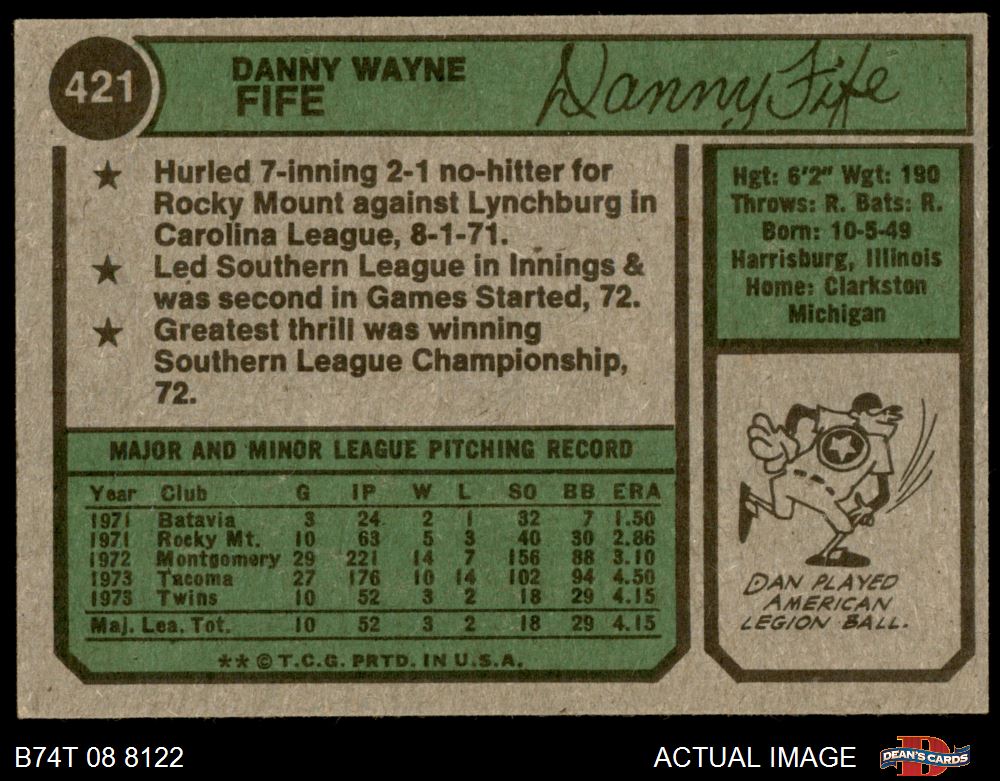 421
DANNY WAYNE
FIFE
Danny Fife
★ Hurled 7-inning 2-1 no-hitter for
Rocky Mount against Lynchburg in
Carolina League, 8-1-71.
★ Led Southern League in Innings &
was second in Games Started, 72.
★ Greatest thrill was winning
Southern League Championship,
72.
Hgt: 6'2" Wgt: 190
Throws: R. Bats: R.
Born: 10-5-49
Harrisburg, Illinois
Home: Clarkston
Michigan
MAJOR AND MINOR LEAGUE PITCHING RECORD
Year Club G IP W L SO BB ERA
1971 Batavia 3 24 2 1 32 7 1.50
1971 Rocky Mt. 10 63 5 3 40 30 2.86
1972 Montgomery 29 221 14 7 156 88 3.10
1973 Tacoma 27 176 10 14 102 94 4.50
1973 Twins 10 52 3 2 18 29 4.15
Maj. Lea. Tot. 10 52 3 2 18 29 4.15
** © T.C.G. PRTD. IN U.S.A.
DAN PLAYED
AMERICAN
LEGION BALL.
B74T 08 8122
ACTUAL IMAGE
DEAN'S CARDS